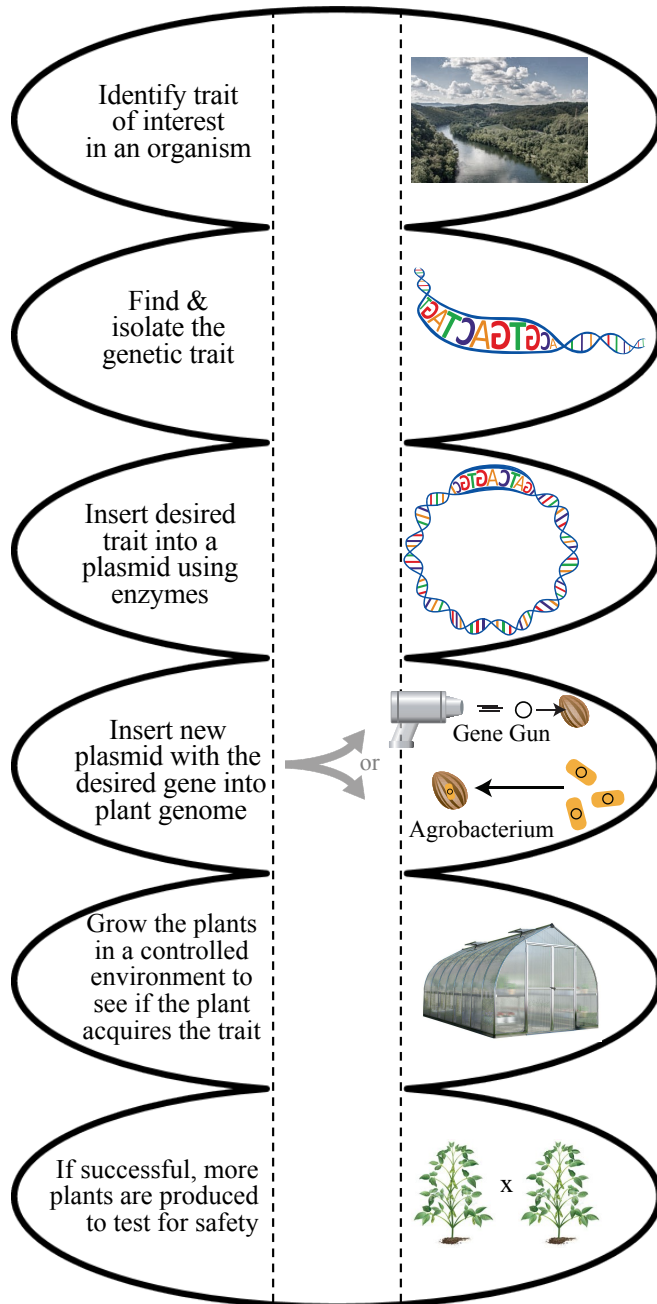 Identify trait
of interest
in an organism
Find &
isolate the
genetic trait
Insert desired
trait into a
plasmid using
enzymes
Insert new
plasmid with the
desired gene into
plant genome
or
Gene Gun
Agrobacterium
Grow the plants
in a controlled
environment to
see if the plant
acquires the trait
If successful, more
plants are produced
to test for safety
x